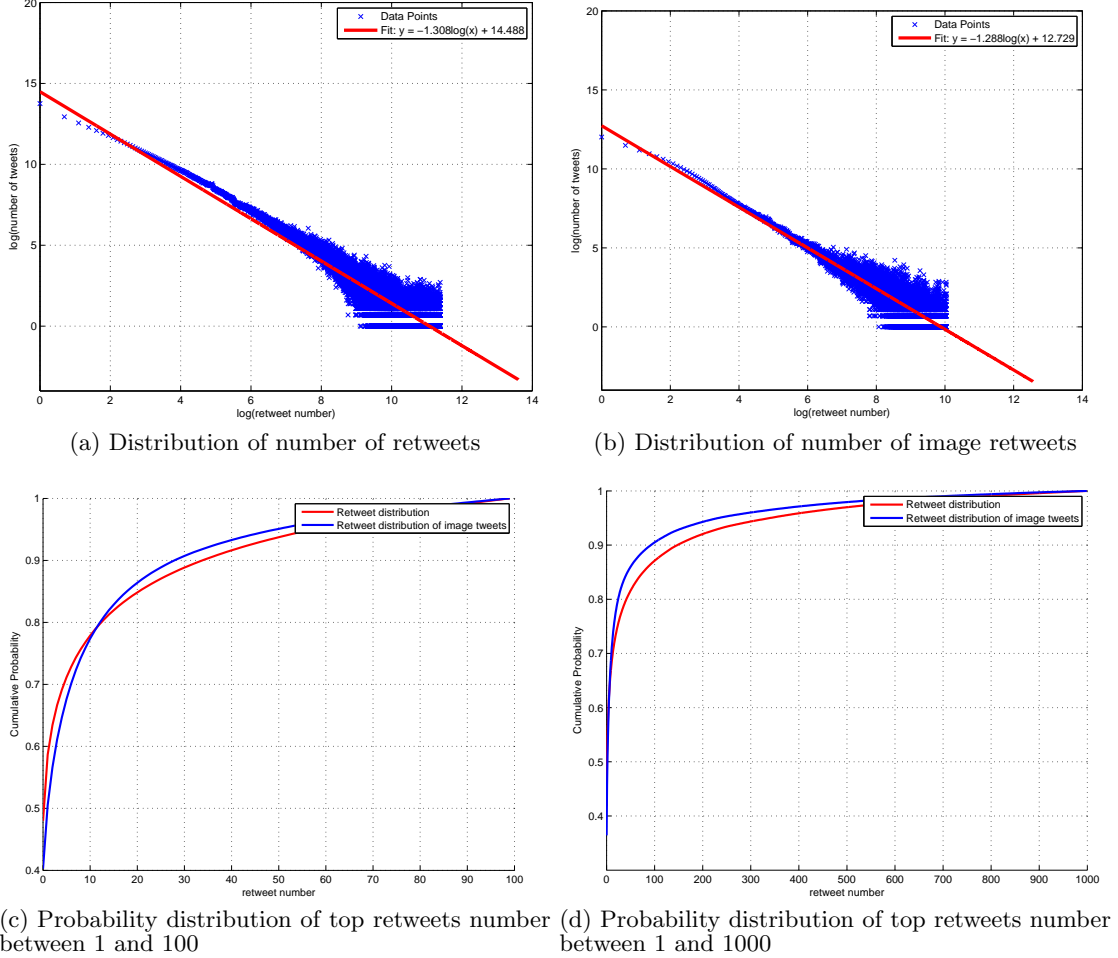 Data Points
Fit: y = −1.308log(x) + 14.488
20
15
10
5
0
log(number of tweets)
0 2 4 6 8 10 12 14
log(retweet number)
(a) Distribution of number of retweets
Data Points
Fit: y = −1.288log(x) + 12.729
20
15
10
5
0
log(number of tweets)
0 2 4 6 8 10 12 14
log(retweet number)
(b) Distribution of number of image retweets
Retweet distribution
Retweet distribution of image tweets
1
0.9
0.8
0.7
0.6
0.5
0.4
Cumulative Probability
0 10 20 30 40 50 60 70 80 90 100
retweet number
(c) Probability distribution of top retweets number
between 1 and 100
Retweet distribution
Retweet distribution of image tweets
1
0.9
0.8
0.7
0.6
0.5
0.4
Cumulative Probability
0 100 200 300 400 500 600 700 800 900 1000
retweet number
(d) Probability distribution of top retweets number
between 1 and 1000